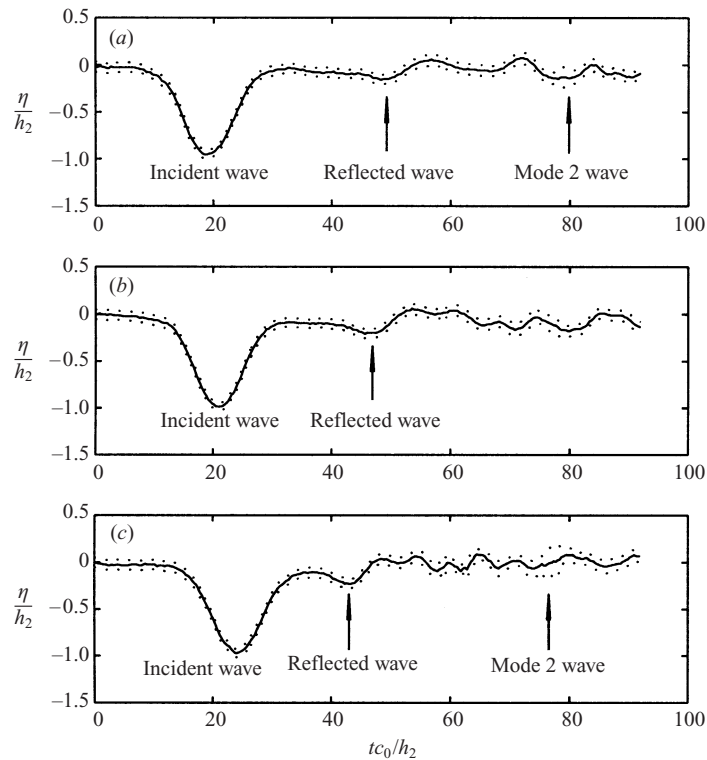 0.5
(a)
0
η/h₂
−0.5
−1.0
Incident wave
Reflected wave
Mode 2 wave
−1.5
0 20 40 60 80 100
0.5
(b)
0
η/h₂
−0.5
−1.0
Incident wave
Reflected wave
−1.5
0 20 40 60 80 100
0.5
(c)
0
η/h₂
−0.5
−1.0
Incident wave
Reflected wave
Mode 2 wave
−1.5
0 20 40 60 80 100
tc₀/h₂